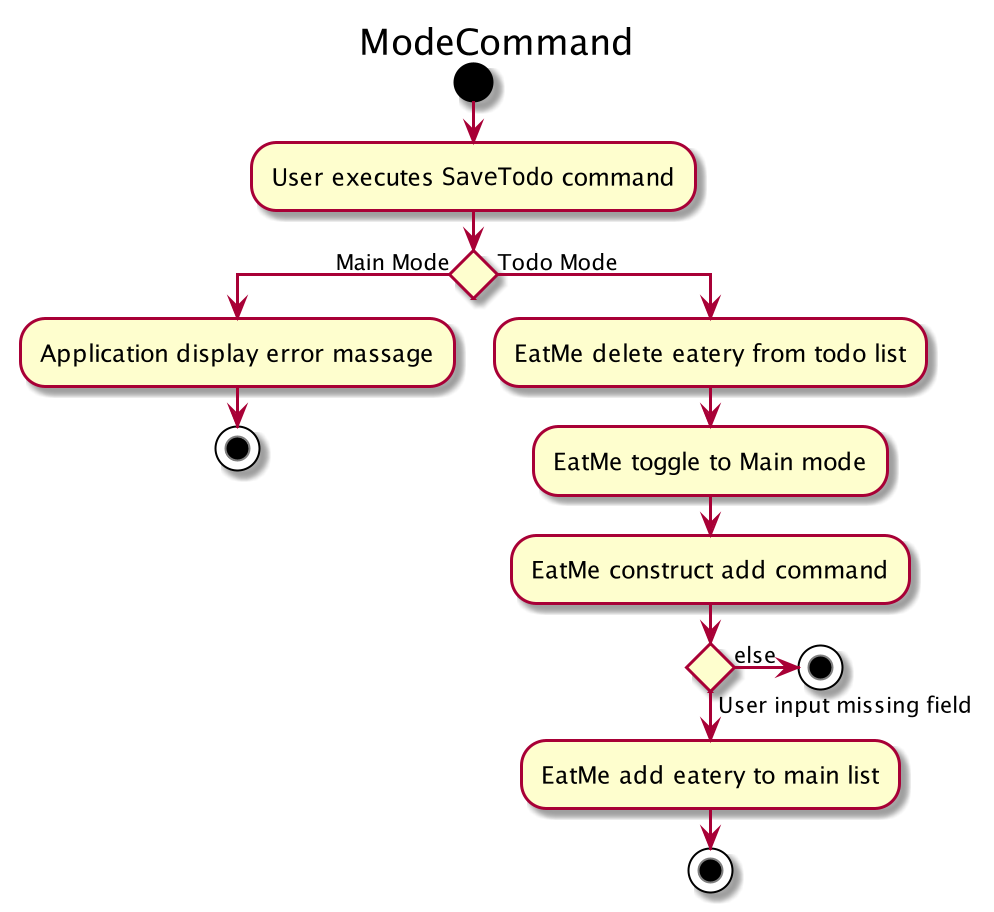 ModeCommand
User executes SaveTodo command
Main Mode
Todo Mode
Application display error massage
EatMe delete eatery from todo list
EatMe toggle to Main mode
EatMe construct add command
else
User input missing field
EatMe add eatery to main list